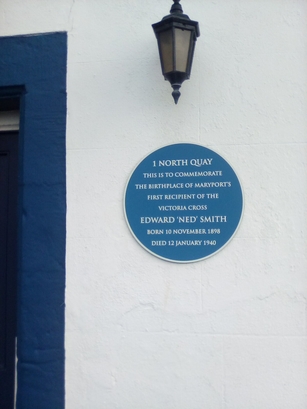 1 NORTH QUAY
THIS IS TO COMMEMORATE
THE BIRTHPLACE OF MARYPORT'S
FIRST RECIPIENT OF THE
VICTORIA CROSS
EDWARD 'NED' SMITH
BORN 10 NOVEMBER 1898
DIED 12 JANUARY 1940